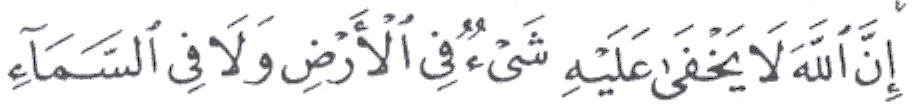 إِنَّ ٱللَّهَ لَا يَخْفَىٰ عَلَيْهِ شَىْءٌ فِى ٱلْأَرْضِ وَلَا فِى ٱلسَّمَآءِ